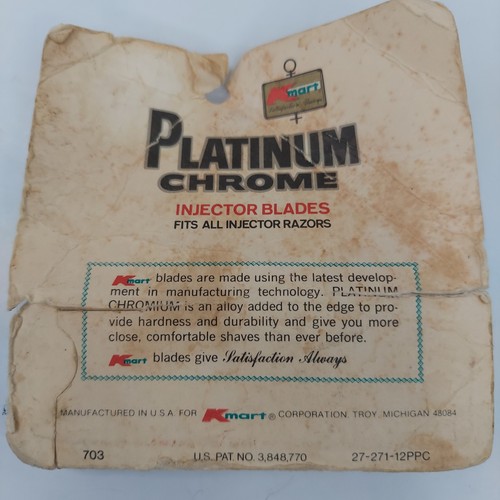 Kmart
Satisfaction Always
PLATINUM
CHROME
INJECTOR BLADES
FITS ALL INJECTOR RAZORS
Kmart blades are made using the latest develop-
ment in manufacturing technology. PLATINUM
CHROMIUM is an alloy added to the edge to pro-
vide hardness and durability and give you more
close, comfortable shaves than ever before.
Kmart blades give Satisfaction Always
MANUFACTURED IN U.S.A. FOR Kmart® CORPORATION, TROY, MICHIGAN 48084
703 U.S. PAT. NO. 3,848,770 27-271-12PPC